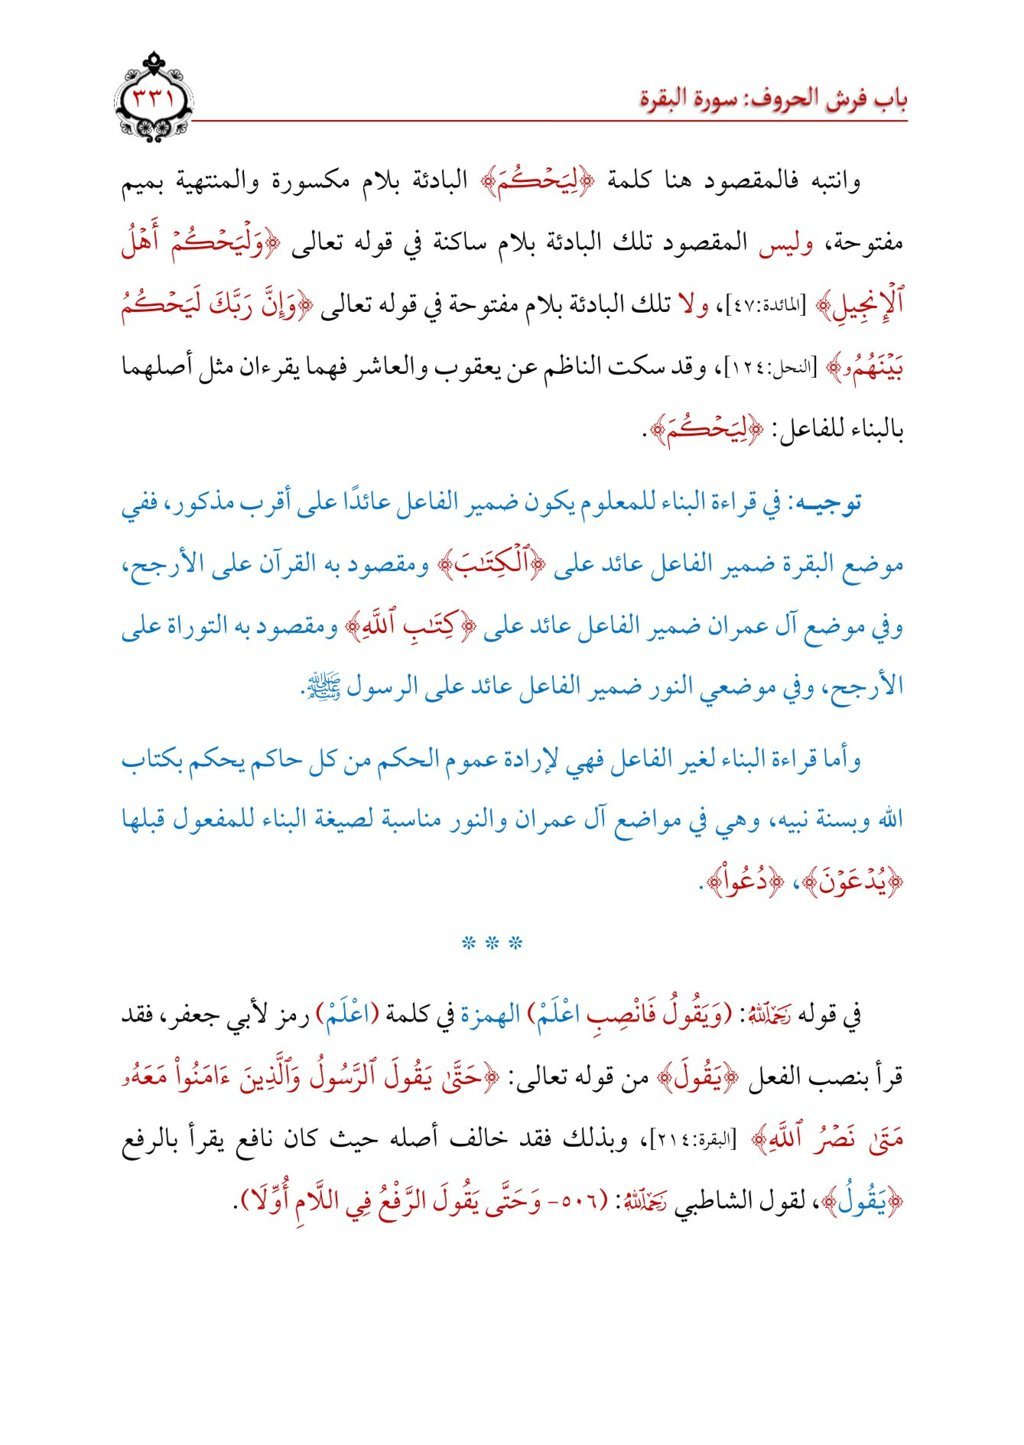 باب فرش الحروف: سورة البقرة
٣٣١
وانتبه فالمقصود هنا كلمة ﴿لِيَحۡكُمَ﴾ البادئة بلام مكسورة والمنتهية بميم
مفتوحة، وليس المقصود تلك البادئة بلام ساكنة في قوله تعالى ﴿وَلۡيَحۡكُمۡ أَهۡلُ
ٱلۡإِنجِيلِ﴾ [المائدة:٤٧]، ولا تلك البادئة بلام مفتوحة في قوله تعالى ﴿وَإِنَّ رَبَّكَ لَيَحۡكُمُ
بَيۡنَهُمُۥ﴾ [النحل:١٢٤]، وقد سكت الناظم عن يعقوب والعاشر فهما يقرءان مثل أصلهما
بالبناء للفاعل: ﴿لِيَحۡكُمَ﴾.
توجيـه: في قراءة البناء للمعلوم يكون ضمير الفاعل عائدًا على أقرب مذكور، ففي
موضع البقرة ضمير الفاعل عائد على ﴿ٱلۡكِتَٰبَ﴾ ومقصود به القرآن على الأرجح،
وفي موضع آل عمران ضمير الفاعل عائد على ﴿كِتَٰبِ ٱللَّهِ﴾ ومقصود به التوراة على
الأرجح، وفي موضعي النور ضمير الفاعل عائد على الرسول ﷺ.
وأما قراءة البناء لغير الفاعل فهي لإرادة عموم الحكم من كل حاكم يحكم بكتاب
الله وبسنة نبيه، وهي في مواضع آل عمران والنور مناسبة لصيغة البناء للمفعول قبلها
﴿يُدۡعَوۡنَ﴾، ﴿دُعُواْ﴾.
* * *
في قوله رَحِمَهُ ٱللَّهُ: (وَيَقُولُ فَانْصِبِ اعْلَمْ) الهمزة في كلمة (اعْلَمْ) رمز لأبي جعفر، فقد
قرأ بنصب الفعل ﴿يَقُولَ﴾ من قوله تعالى: ﴿حَتَّىٰ يَقُولَ ٱلرَّسُولُ وَٱلَّذِينَ ءَامَنُواْ مَعَهُۥ
مَتَىٰ نَصۡرُ ٱللَّهِ﴾ [البقرة:٢١٤]، وبذلك فقد خالف أصله حيث كان نافع يقرأ بالرفع
﴿يَقُولُ﴾، لقول الشاطبي رَحِمَهُ ٱللَّهُ: (٥٠٦- وَحَتَّى يَقُولَ الرَّفْعُ فِي اللَّامِ أُوِّلَا).